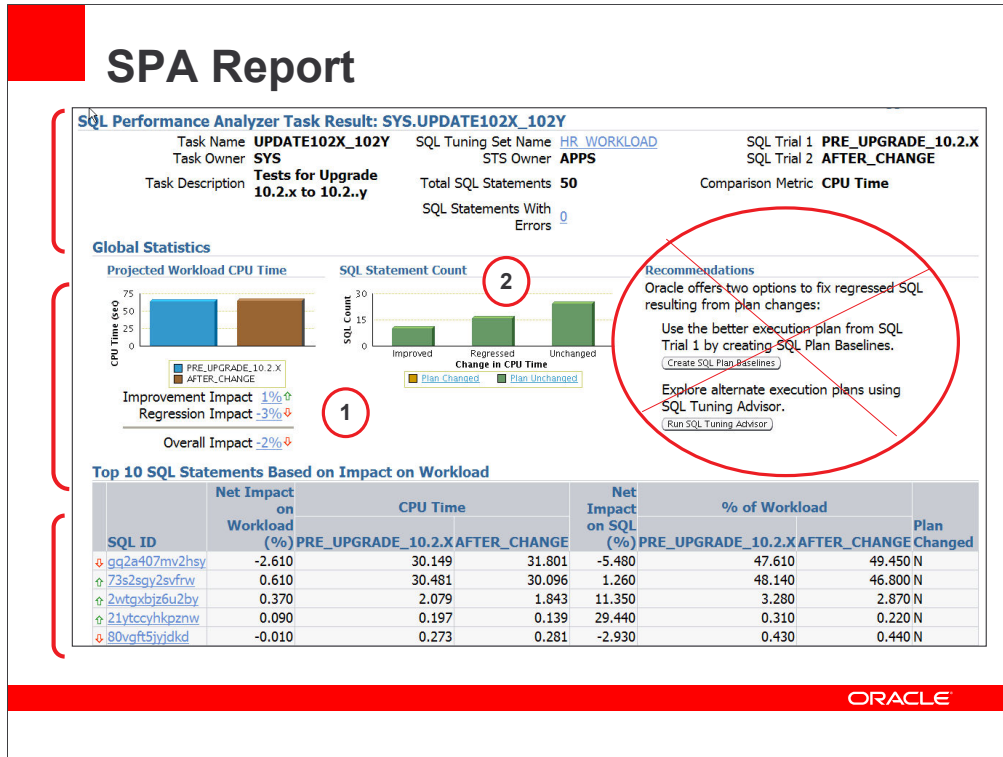 SPA Report
SQL Performance Analyzer Task Result: SYS.UPDATE102X_102Y
Task Name UPDATE102X_102Y
Task Owner SYS
Task Description Tests for Upgrade
10.2.x to 10.2..y
SQL Tuning Set Name HR_WORKLOAD
STS Owner APPS
Total SQL Statements 50
SQL Statements With
Errors 0
SQL Trial 1 PRE_UPGRADE_10.2.X
SQL Trial 2 AFTER_CHANGE
Comparison Metric CPU Time
Global Statistics
Projected Workload CPU Time
CPU Time (sec)
75
50
25
0
PRE_UPGRADE_10.2.X
AFTER_CHANGE
Improvement Impact 1%
Regression Impact -3%
Overall Impact -2%
1
SQL Statement Count
2
SQL Count
30
15
0
Improved Regressed Unchanged
Change in CPU Time
Plan Changed Plan Unchanged
Recommendations
Oracle offers two options to fix regressed SQL
resulting from plan changes:
Use the better execution plan from SQL
Trial 1 by creating SQL Plan Baselines.
Create SQL Plan Baselines
Explore alternate execution plans using
SQL Tuning Advisor.
Run SQL Tuning Advisor
Top 10 SQL Statements Based on Impact on Workload
SQL ID
Net Impact
on
Workload
(%)
CPU Time
PRE_UPGRADE_10.2.X AFTER_CHANGE
Net
Impact
on SQL
(%)
% of Workload
PRE_UPGRADE_10.2.X AFTER_CHANGE
Plan
Changed
gq2a407mv2hsy -2.610 30.149 31.801 -5.480 47.610 49.450 N
73s2sgy2svfrw 0.610 30.481 30.096 1.260 48.140 46.800 N
2wtgxbjz6u2by 0.370 2.079 1.843 11.350 3.280 2.870 N
21ytccyhkpznw 0.090 0.197 0.139 29.440 0.310 0.220 N
80vgft5jyjdkd -0.010 0.273 0.281 -2.930 0.430 0.440 N
ORACLE